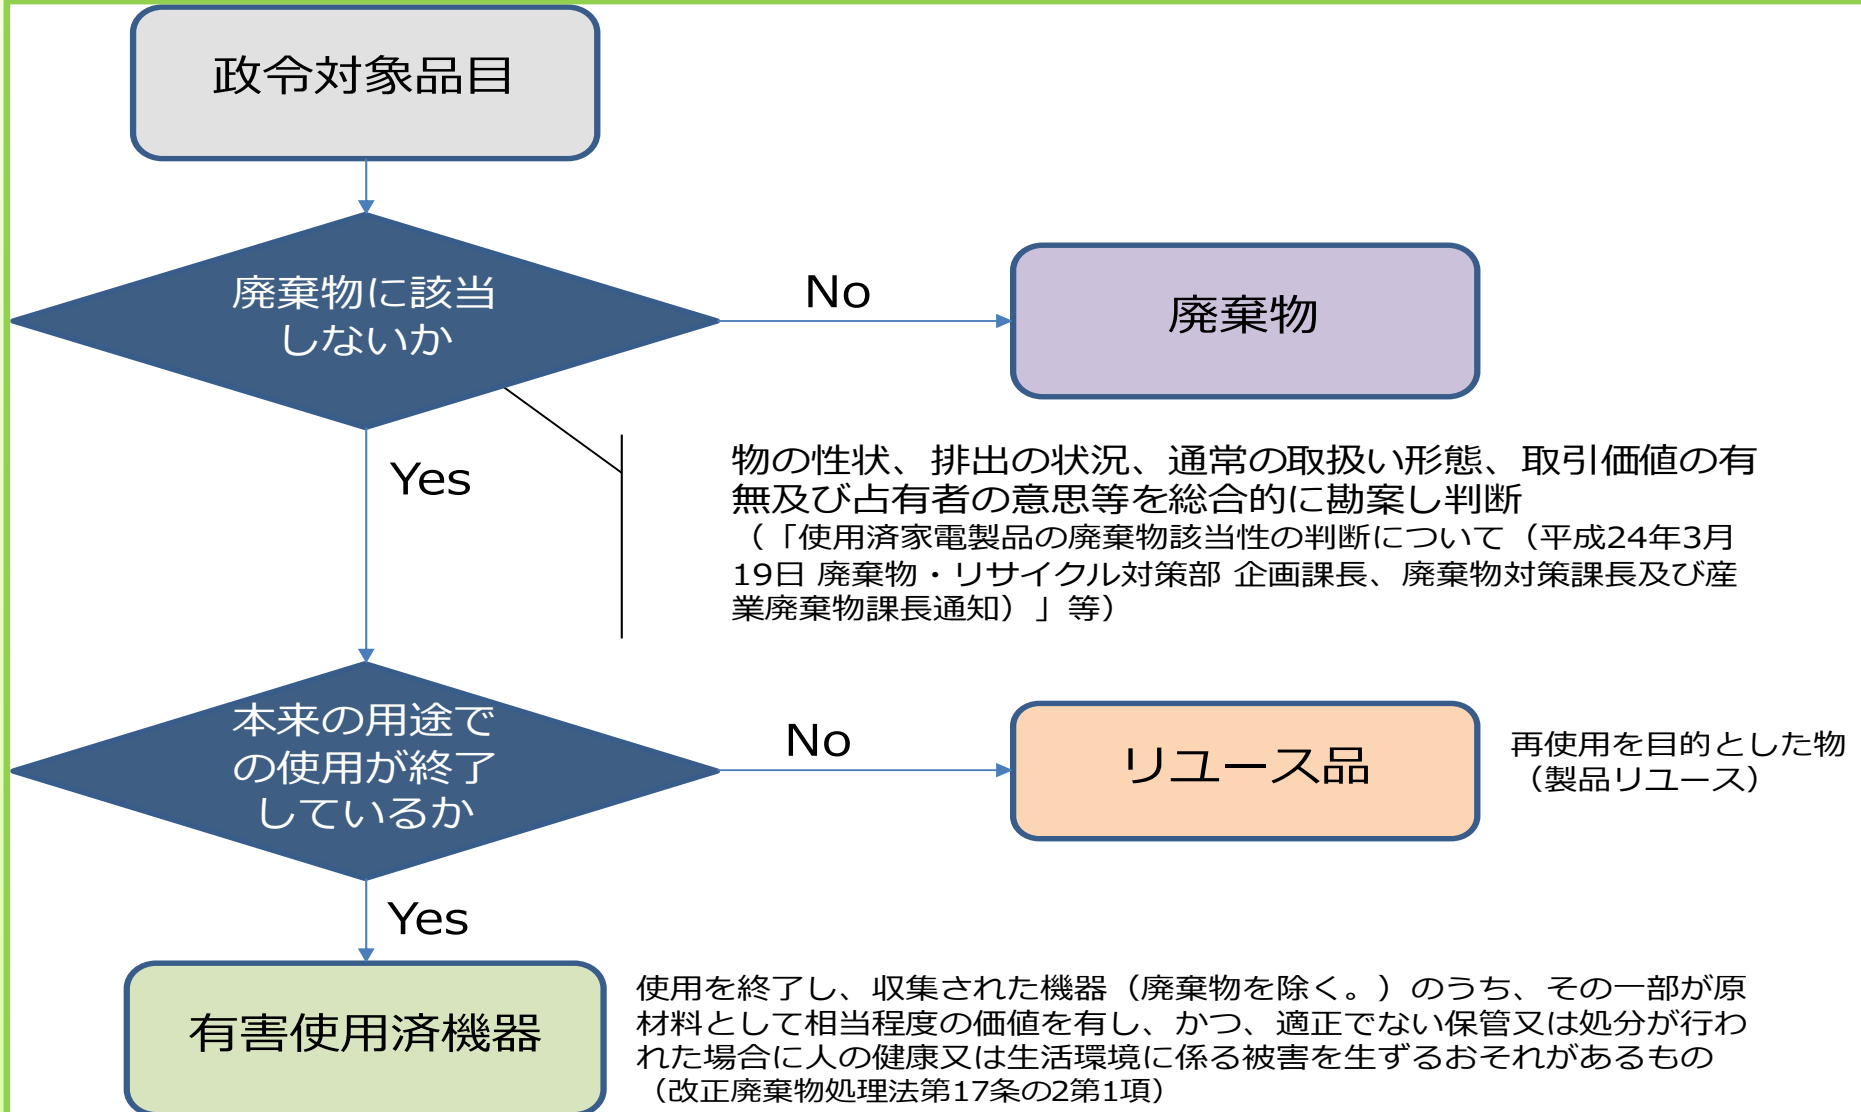 政令対象品目
廃棄物に該当
しないか
No
廃棄物
Yes
物の性状、排出の状況、通常の取扱い形態、取引価値の有
無及び占有者の意思等を総合的に勘案し判断
（「使用済家電製品の廃棄物該当性の判断について（平成24年3月
19日 廃棄物・リサイクル対策部 企画課長、廃棄物対策課長及び産
業廃棄物課長通知）」等）
本来の用途で
の使用が終了
しているか
No
リユース品
再使用を目的とした物
（製品リユース）
Yes
有害使用済機器
使用を終了し、収集された機器（廃棄物を除く。）のうち、その一部が原
材料として相当程度の価値を有し、かつ、適正でない保管又は処分が行わ
れた場合に人の健康又は生活環境に係る被害を生ずるおそれがあるもの
（改正廃棄物処理法第17条の2第1項）